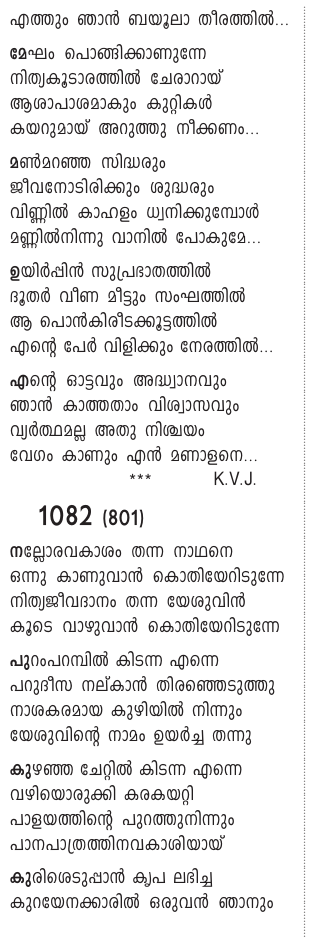 എത്തും ഞാൻ ബയൂലാ തീരത്തിൽ...
മേഘം പൊങ്ങിക്കാണുന്നേ
നിത്യകൂടാരത്തിൽ ചേരാറായ്
ആശാപാശമാകും കുറ്റികൾ
കയറുമായ് അറുത്തു നീക്കണം...
മൺമറഞ്ഞ സിദ്ധരും
ജീവനോടിരിക്കും ശുദ്ധരും
വിണ്ണിൽ കാഹളം ധ്വനിക്കുമ്പോൾ
മണ്ണിൽനിന്നു വാനിൽ പോകുമേ...
ഉയിർപ്പിൻ സുപ്രഭാതത്തിൽ
ദൂതർ വീണ മീട്ടും സംഘത്തിൽ
ആ പൊൻകിരീടക്കൂട്ടത്തിൽ
എന്റെ പേർ വിളിക്കും നേരത്തിൽ...
എന്റെ ഓട്ടവും അദ്ധ്വാനവും
ഞാൻ കാത്തതാം വിശ്വാസവും
വ്യർത്ഥമല്ല അതു നിശ്ചയം
വേഗം കാണും എൻ മണാളനെ...
*** K.V.J.
1082 (801)
നല്ലോരവകാശം തന്ന നാഥനെ
ഒന്നു കാണുവാൻ കൊതിയേറിടുന്നേ
നിത്യജീവദാനം തന്ന യേശുവിൻ
കൂടെ വാഴുവാൻ കൊതിയേറിടുന്നേ
പുറംപറമ്പിൽ കിടന്ന എന്നെ
പറുദീസ നല്കാൻ തിരഞ്ഞെടുത്തു
നാശകരമായ കുഴിയിൽ നിന്നും
യേശുവിന്റെ നാമം ഉയർച്ച തന്നു
കുഴഞ്ഞ ചേറ്റിൽ കിടന്ന എന്നെ
വഴിയൊരുക്കി കരകയറ്റി
പാളയത്തിന്റെ പുറത്തുനിന്നും
പാനപാത്രത്തിനവകാശിയായ്
കുരിശെടുപ്പാൻ കൃപ ലഭിച്ച
കുറയേനക്കാരിൽ ഒരുവൻ ഞാനും